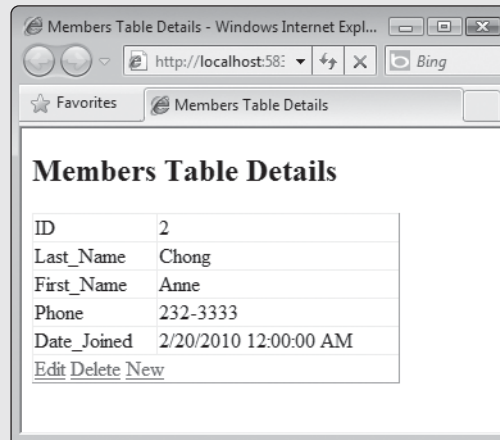 Members Table Details - Windows Internet Expl...
http://localhost:583
Bing
Favorites
Members Table Details
Members Table Details
ID 2
Last_Name Chong
First_Name Anne
Phone 232-3333
Date_Joined 2/20/2010 12:00:00 AM
Edit Delete New